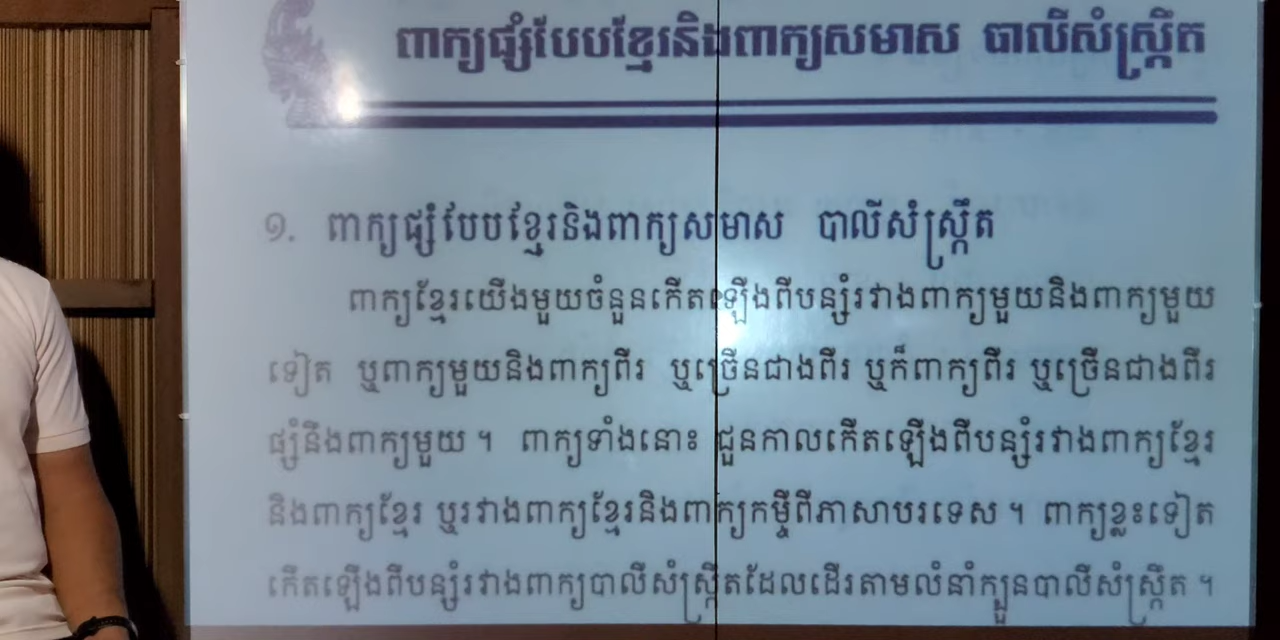 ពាក្យផ្សំបែបខ្មែរនិងពាក្យសមាស បាលីសំស្ក្រឹត
១. ពាក្យផ្សំបែបខ្មែរនិងពាក្យសមាស បាលីសំស្ក្រឹត
ពាក្យខ្មែរយើងមួយចំនួនកើតឡើងពីបន្សំរវាងពាក្យមួយនិងពាក្យមួយ
ទៀត ឬពាក្យមួយនិងពាក្យពីរ ឬច្រើនជាងពីរ ឬក៏ពាក្យពីរ ឬច្រើនជាងពីរ
ផ្សំនឹងពាក្យមួយ ។ ពាក្យទាំងនោះ ជួនកាលកើតឡើងពីបន្សំរវាងពាក្យខ្មែរ
និងពាក្យខ្មែរ ឬរវាងពាក្យខ្មែរនិងពាក្យកម្ចីពីភាសាបរទេស ។ ពាក្យខ្លះទៀត
កើតឡើងពីបន្សំរវាងពាក្យបាលីសំស្ក្រឹតដែលដើរតាមលំនាំក្បួនបាលីសំស្ក្រឹត ។